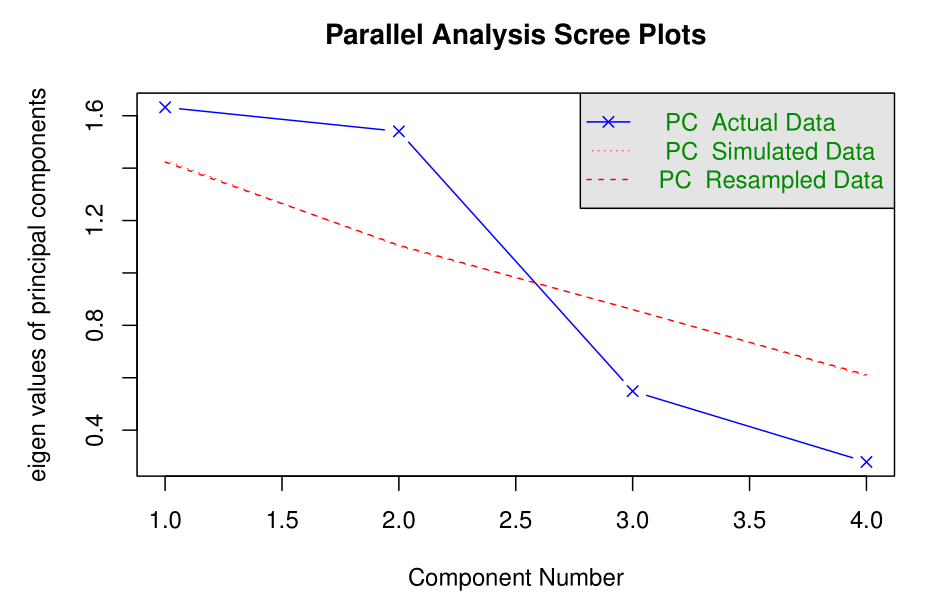 Parallel Analysis Scree Plots
eigen values of principal components
1.6
1.2
0.8
0.4
PC  Actual Data
PC  Simulated Data
PC  Resampled Data
1.0 1.5 2.0 2.5 3.0 3.5 4.0
Component Number